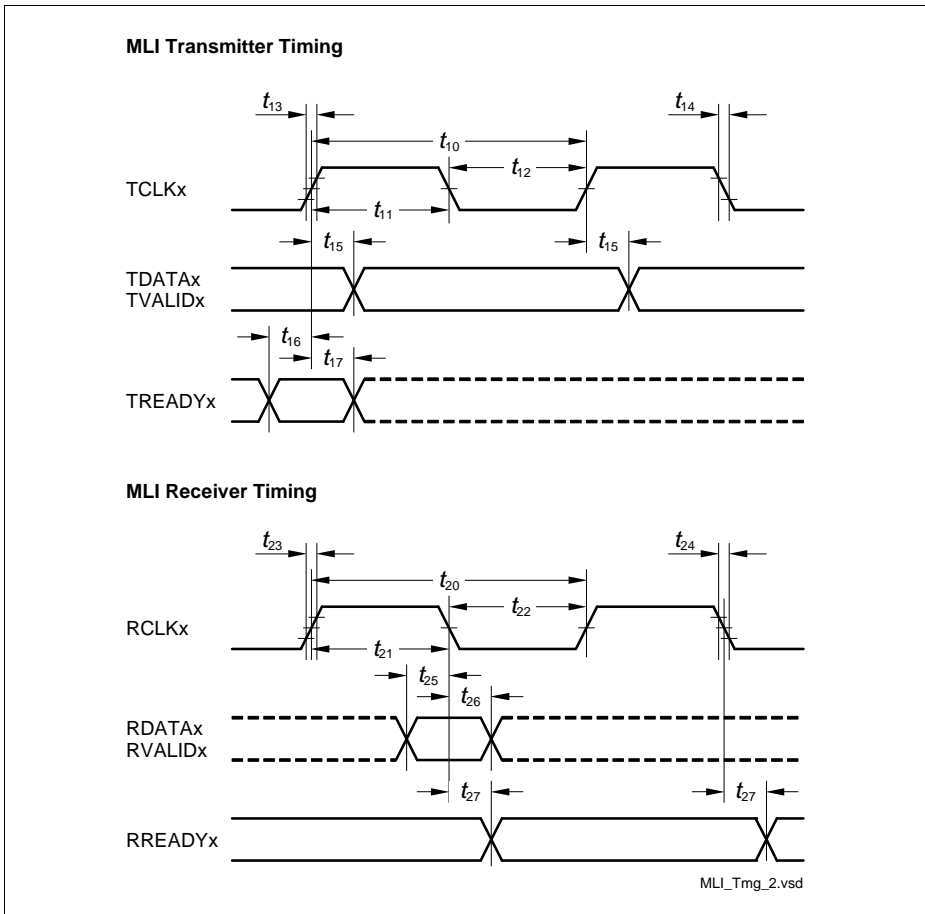 MLI Transmitter Timing
t13
t14
t10
t12
TCLKx
t11
t15
t15
TDATAx
TVALIDx
t16
t17
TREADYx
MLI Receiver Timing
t23
t24
t20
t22
RCLKx
t21
t25
t26
RDATAx
RVALIDx
t27
t27
RREADYx
MLI_Tmg_2.vsd